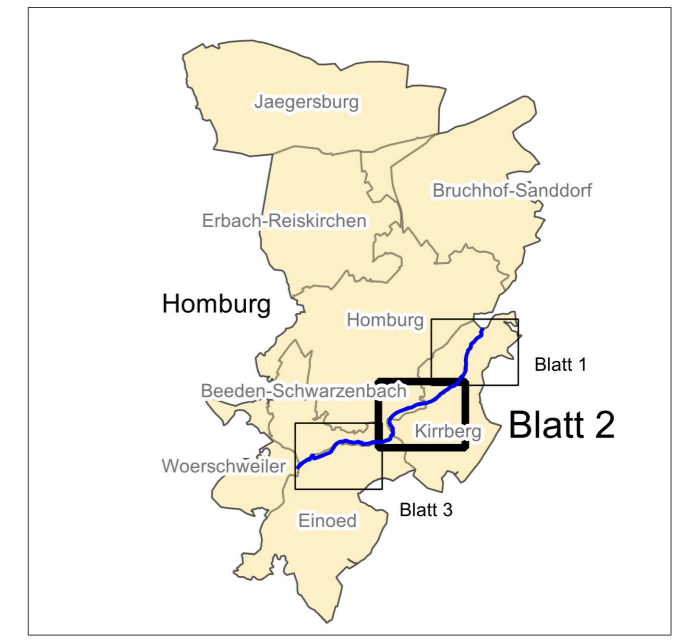 Jaegersburg
Bruchhof-Sanddorf
Erbach-Reiskirchen
Homburg
Homburg
Blatt 1
Beeden-Schwarzenbach
Blatt 2
Kirrberg
Woerschweiler
Blatt 3
Einoed